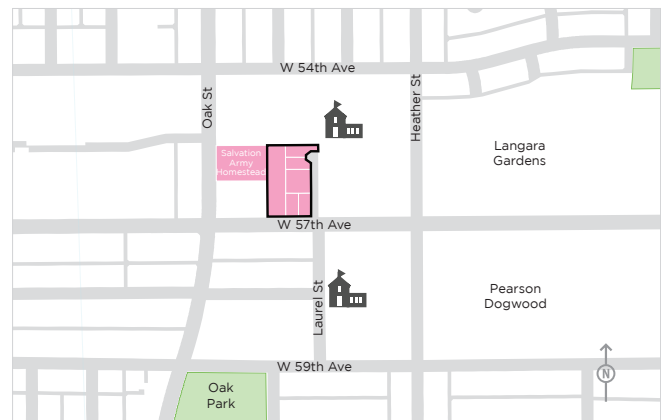 W 54th Ave
Oak St
Heather St
Langara
Gardens
Salvation
Army
Homestead
W 57th Ave
Laurel St
Pearson
Dogwood
W 59th Ave
Oak
Park
N